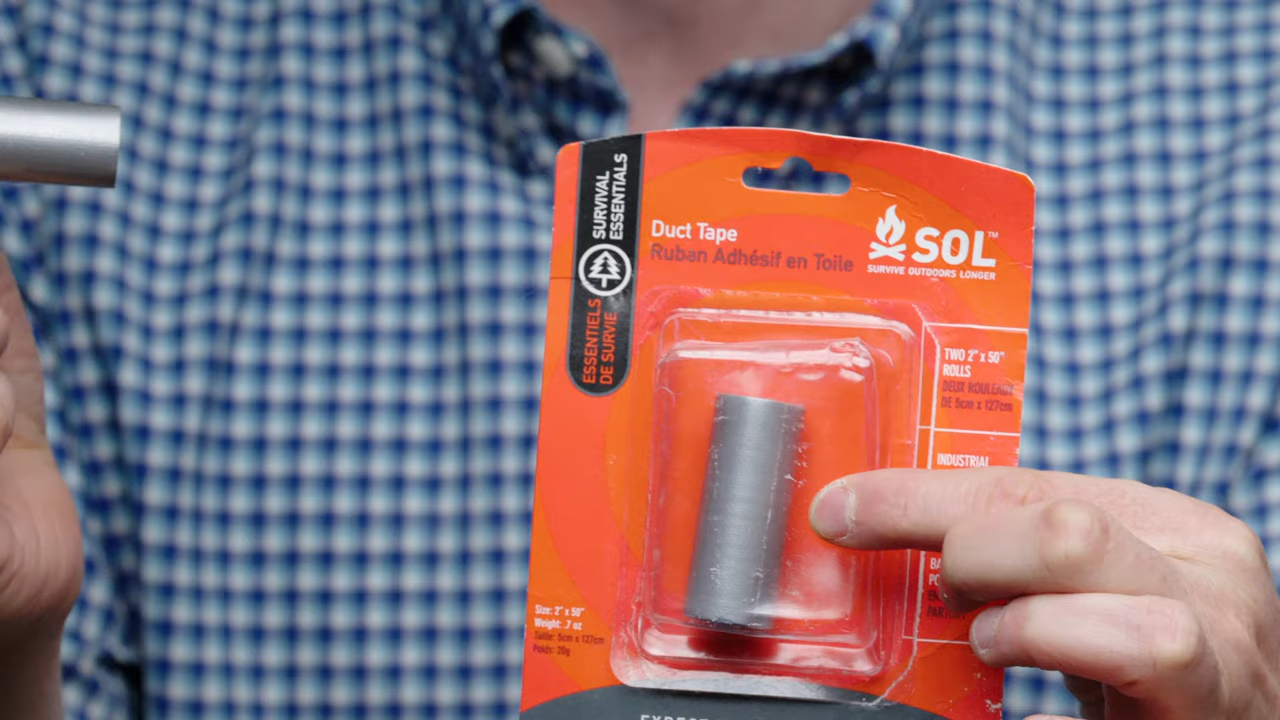 SURVIVAL
ESSENTIALS
ESSENTIELS
DE SURVIE
Duct Tape
Ruban Adhésif en Toile
SOL™
SURVIVE OUTDOORS LONGER
TWO 2" x 50"
ROLLS
DEUX ROULEAUX
DE 5cm x 127cm
INDUSTRIAL
Size: 2" x 50"
Weight: .7 oz
Taille: 5cm x 127cm
Poids: 20g